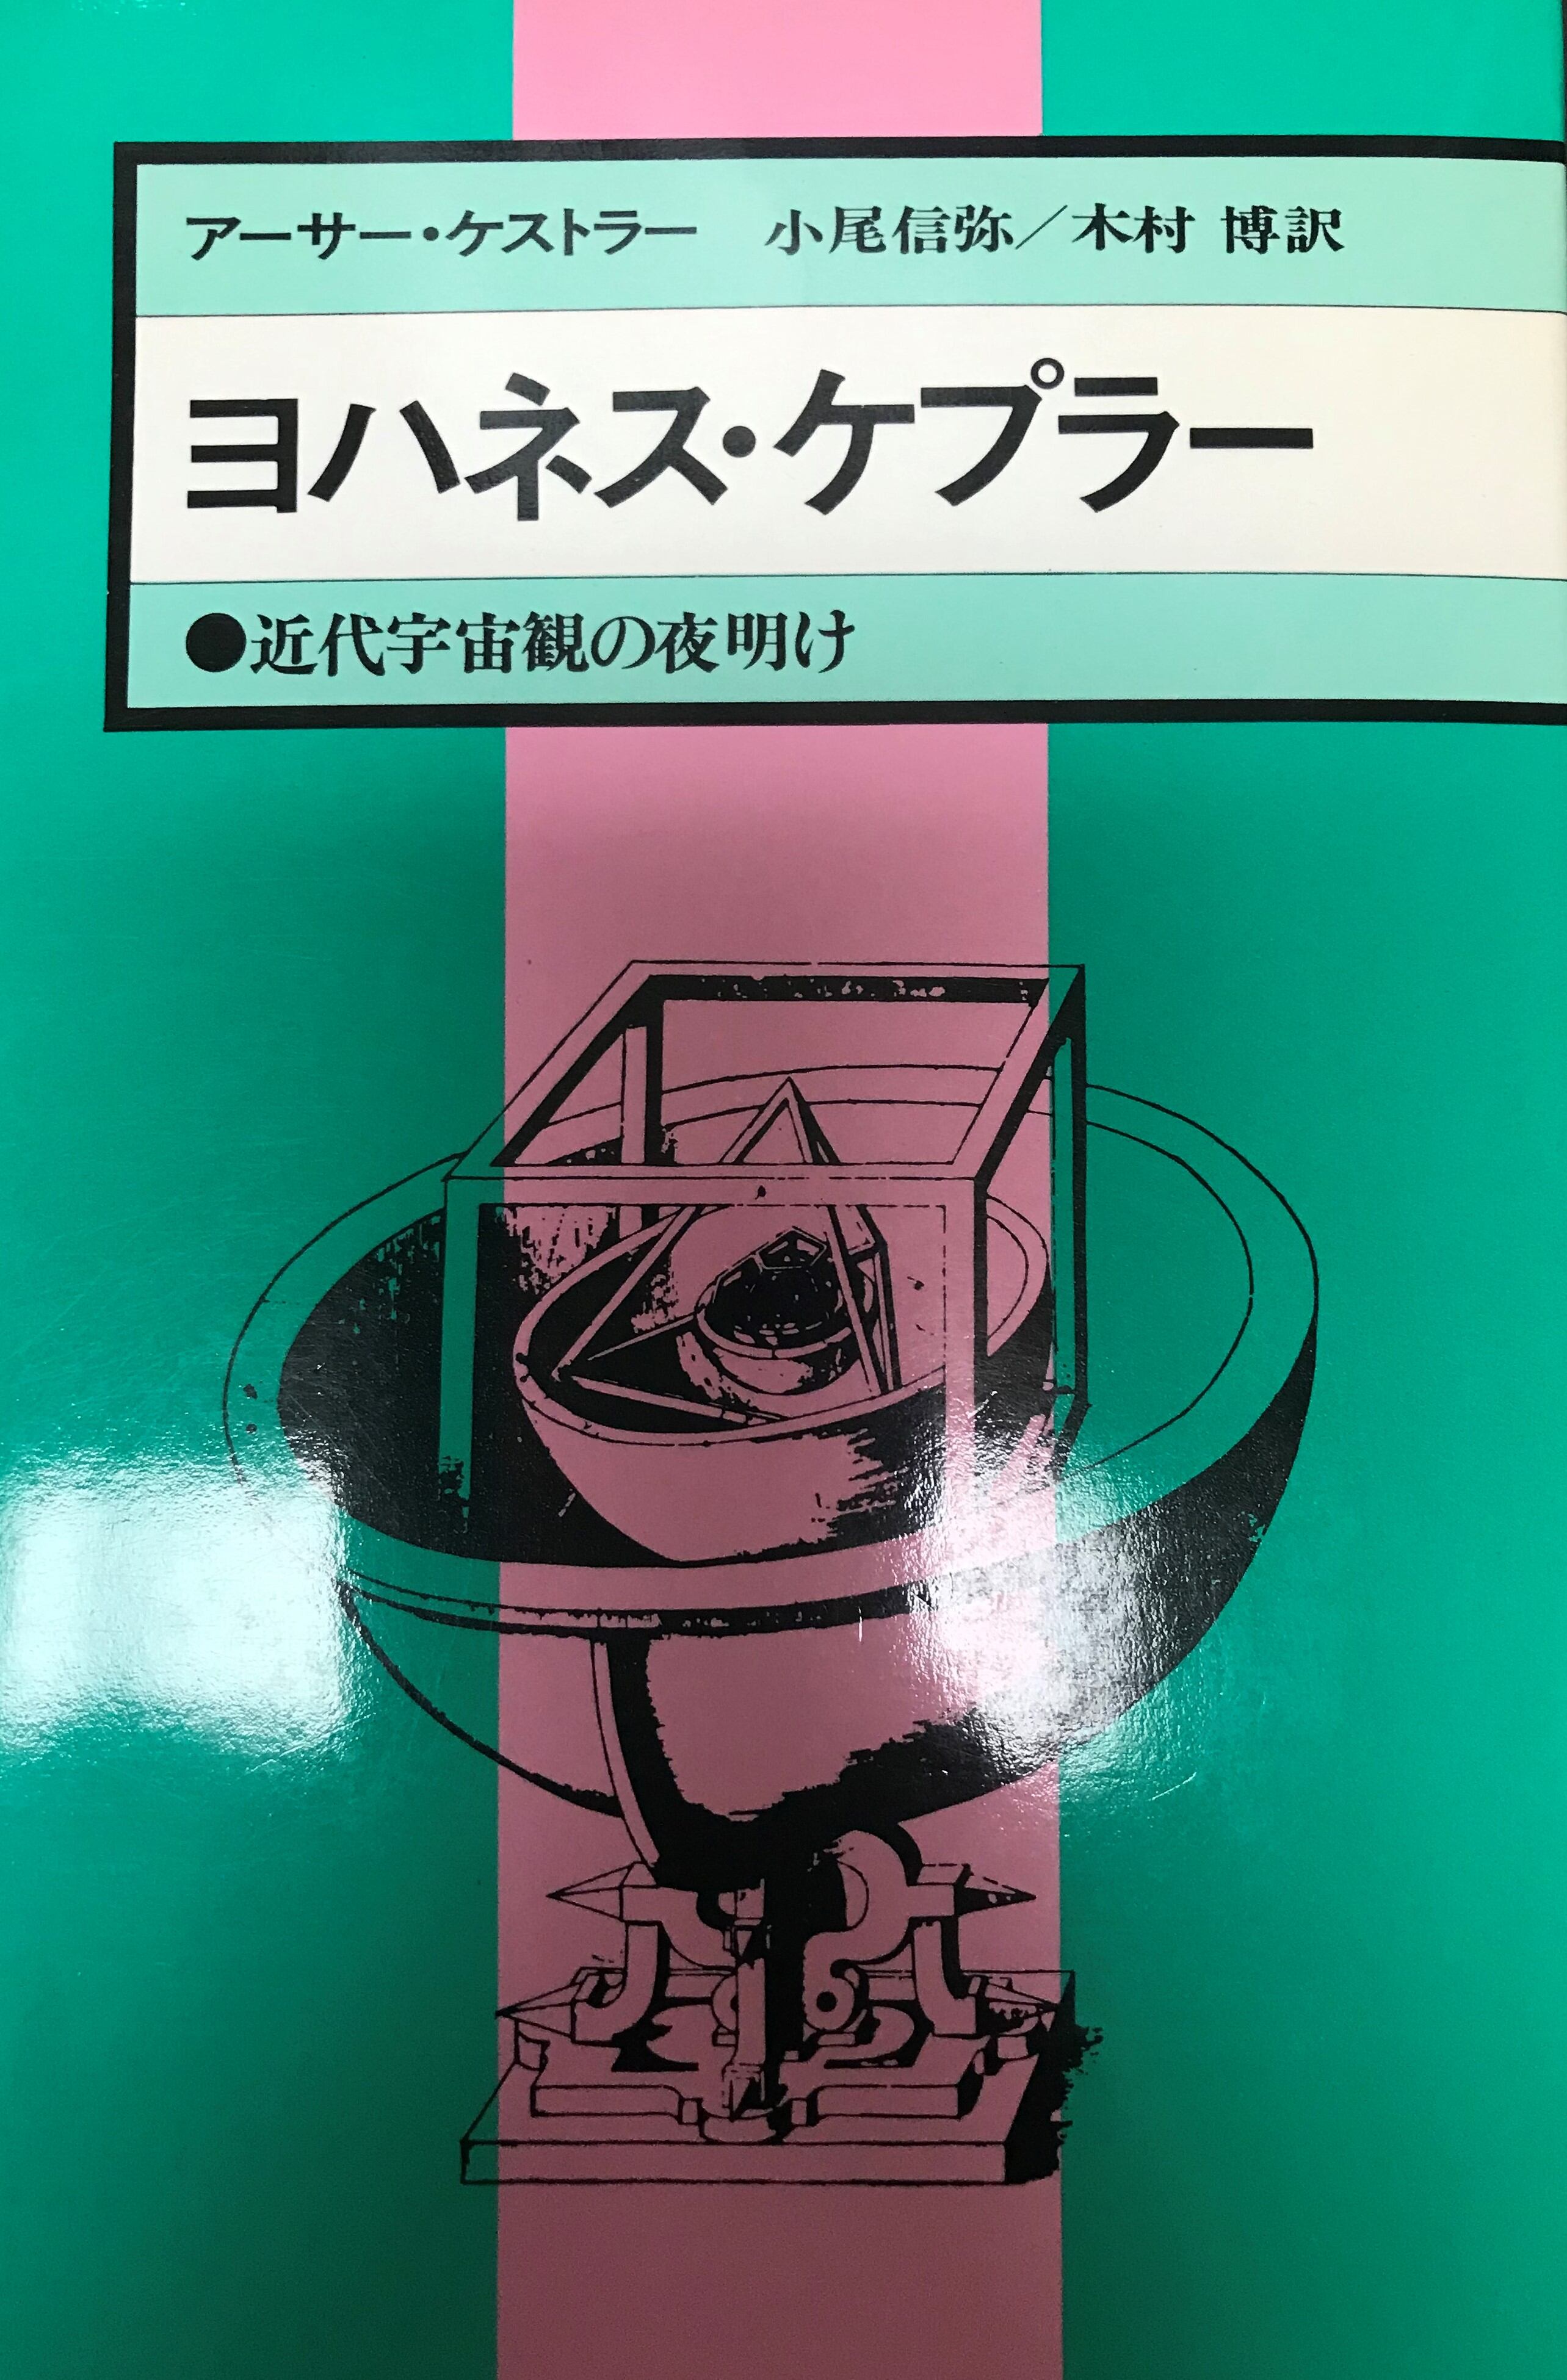 アーサー・ケストラー 小尾信弥／木村 博訳
ヨハネス・ケプラー
●近代宇宙観の夜明け